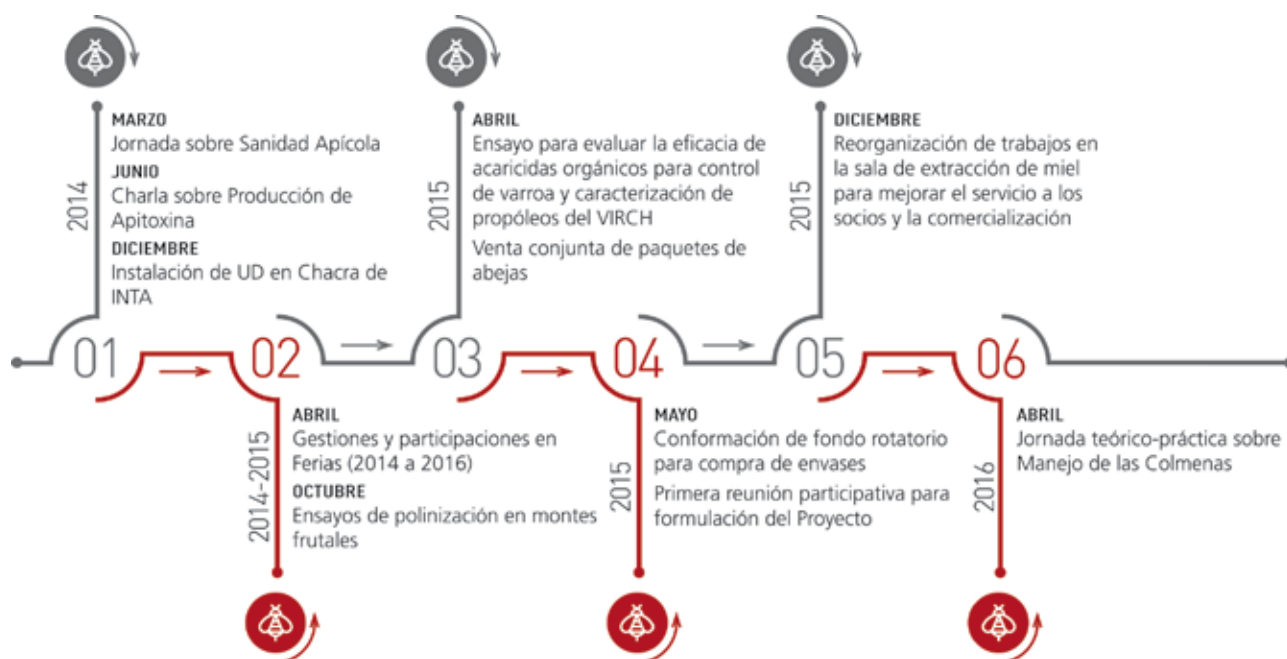 2014
MARZO
Jornada sobre Sanidad Apícola
JUNIO
Charla sobre Producción de
Apitoxina
DICIEMBRE
Instalación de UD en Chacra de
INTA
2015
ABRIL
Ensayo para evaluar la eficacia de
acaricidas orgánicos para control
de varroa y caracterización de
propóleos del VIRCH
Venta conjunta de paquetes de
abejas
2015
DICIEMBRE
Reorganización de trabajos en
la sala de extracción de miel
para mejorar el servicio a los
socios y la comercialización
01
02
03
04
05
06
2014-2015
ABRIL
Gestiones y participaciones en
Ferias (2014 a 2016)
OCTUBRE
Ensayos de polinización en montes
frutales
2015
MAYO
Conformación de fondo rotatorio
para compra de envases
Primera reunión participativa para
formulación del Proyecto
2016
ABRIL
Jornada teórico-práctica sobre
Manejo de las Colmenas